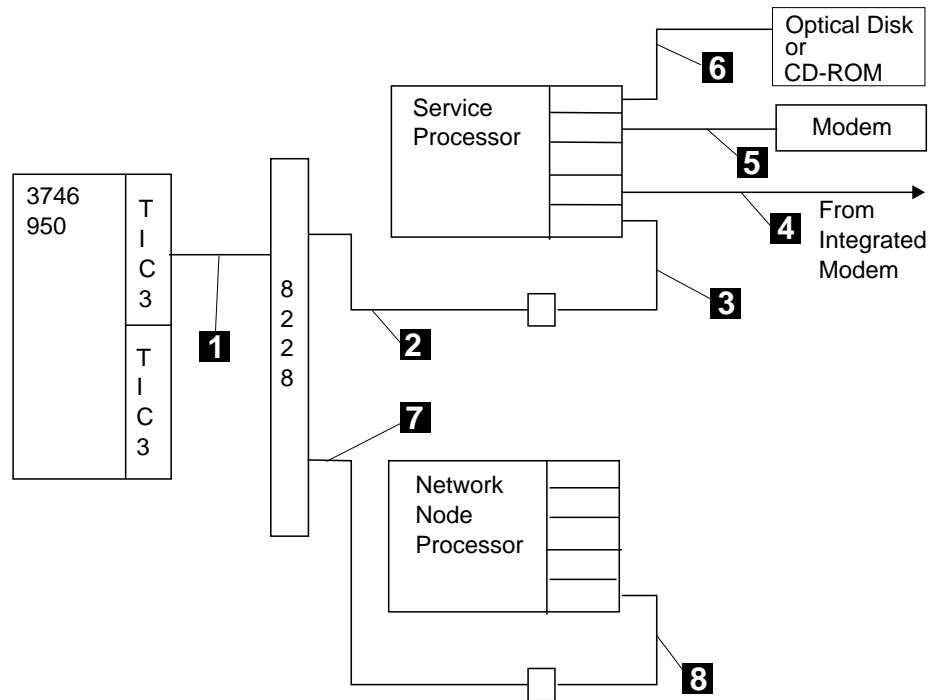 Optical Disk
or
CD-ROM
6
Service
Processor
Modem
5
3746
950
T
I
C
3
4
From
Integrated
Modem
8
2
2
8
3
1
2
T
I
C
3
7
Network
Node
Processor
8